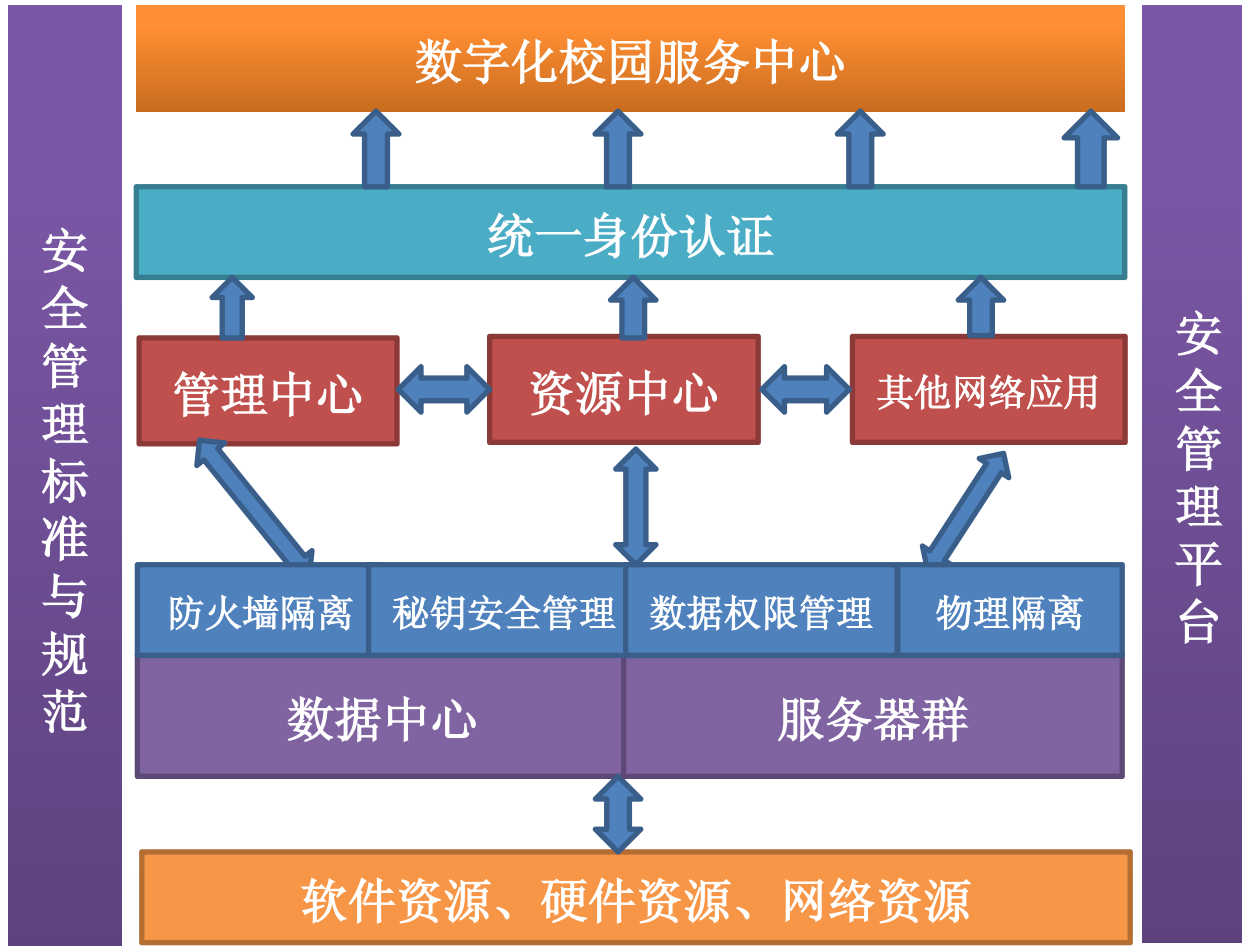 数字化校园服务中心
统一身份认证
管理中心
资源中心
其他网络应用
防火墙隔离
秘钥安全管理
数据权限管理
物理隔离
数据中心
服务器群
软件资源、硬件资源、网络资源
安全管理标准与规范
安全管理平台